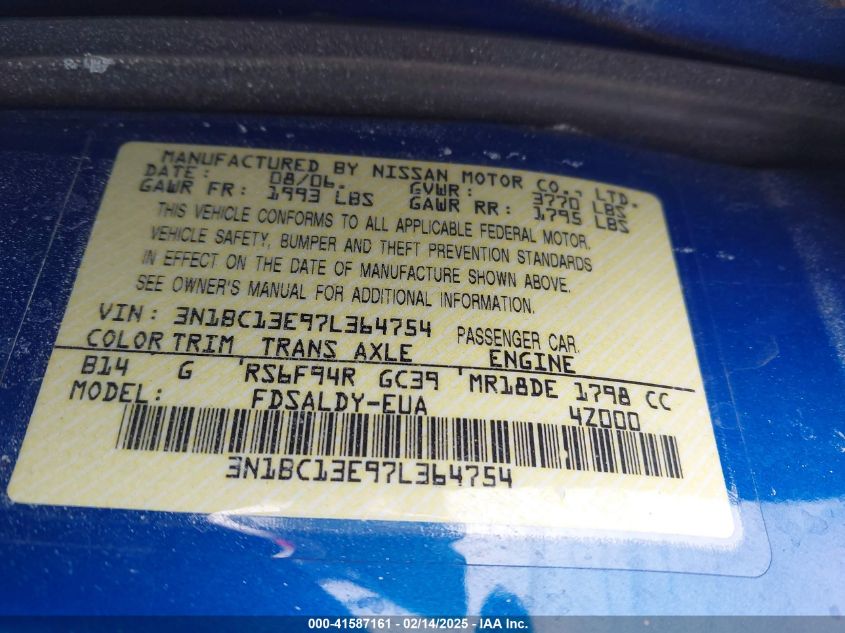 MANUFACTURED BY NISSAN MOTOR CO., LTD.
DATE: 08/06. GVWR: 3770 LBS
GAWR FR: 1993 LBS GAWR RR: 1795 LBS
THIS VEHICLE CONFORMS TO ALL APPLICABLE FEDERAL MOTOR
VEHICLE SAFETY, BUMPER AND THEFT PREVENTION STANDARDS
IN EFFECT ON THE DATE OF MANUFACTURE SHOWN ABOVE.
SEE OWNER'S MANUAL FOR ADDITIONAL INFORMATION.
VIN: 3N1BC13E97L364754 PASSENGER CAR.
COLOR TRIM TRANS AXLE ENGINE
B14 G RS6F94R GC39 MR18DE 1798 CC
MODEL: FDSALDY-EUA 4Z000
3N1BC13E97L364754
000-41587161 - 02/14/2025 - IAA Inc.